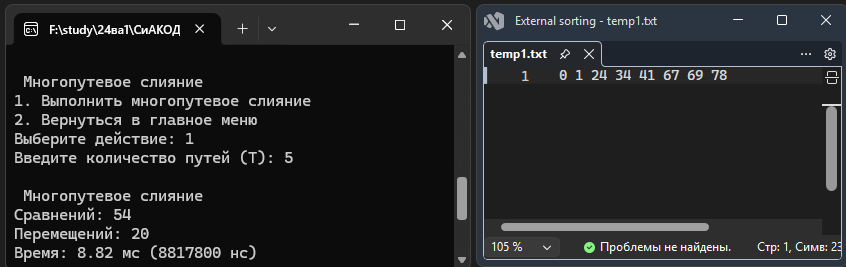 F:\study\24ва1\СиАКОД
Многопутевое слияние
1. Выполнить многопутевое слияние
2. Вернуться в главное меню
Выберите действие: 1
Введите количество путей (T): 5
Многопутевое слияние
Сравнений: 54
Перемещений: 20
Время: 8.82 мс (8817800 нс)
External sorting - temp1.txt
temp1.txt
1 0 1 24 34 41 67 69 78
105 % Проблемы не найдены. Стр: 1, Симв: 23